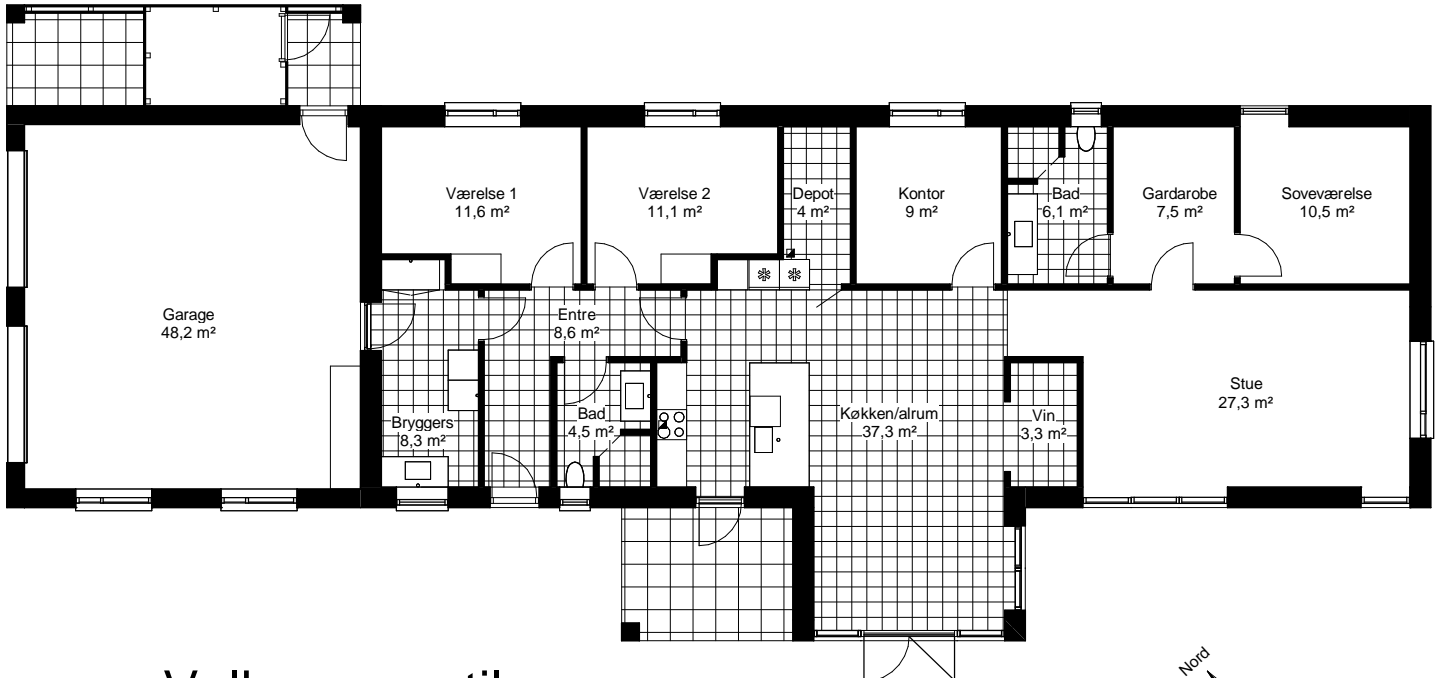 Værelse 1
11,6 m²
Værelse 2
11,1 m²
Depot
4 m²
Kontor
9 m²
Bad
6,1 m²
Gardarobe
7,5 m²
Soveværelse
10,5 m²
Garage
48,2 m²
Entre
8,6 m²
Stue
27,3 m²
Bryggers
8,3 m²
Bad
4,5 m²
Køkken/alrum
37,3 m²
Vin
3,3 m²
Nord